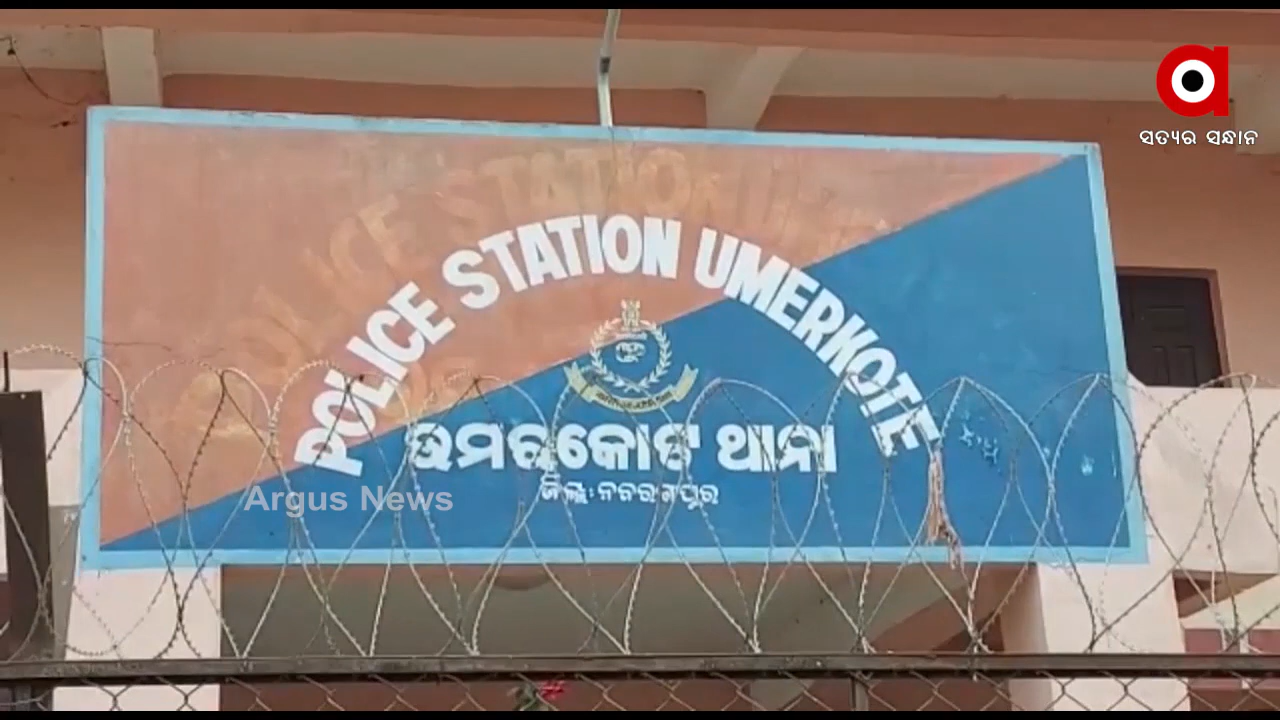 ସତ୍ୟର ସନ୍ଧାନ
POLICE STATION UMERKOTE
ଉମରକୋଟ ଥାନା
ଜିଲ୍ଲା: ନବରଙ୍ଗପୁର
Argus News